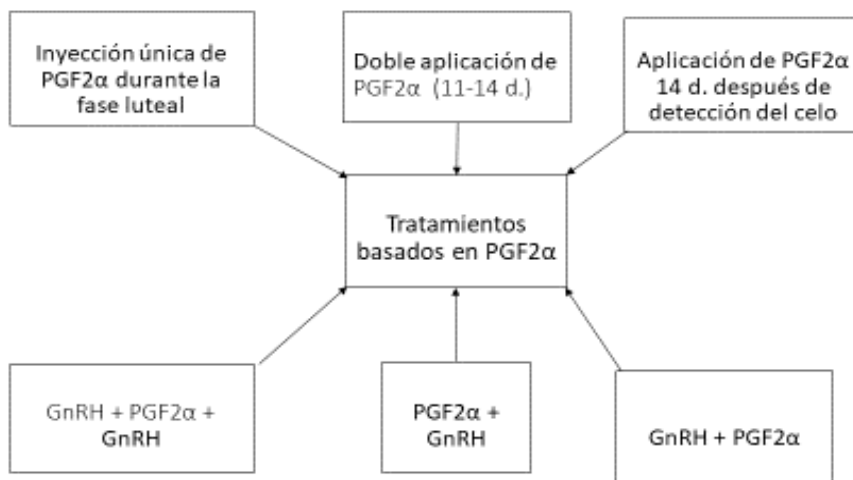 Inyección única de
PGF2α durante la
fase luteal
Doble aplicación de
PGF2α (11-14 d.)
Aplicación de PGF2α
14 d. después de
detección del celo
Tratamientos
basados en PGF2α
GnRH + PGF2α +
GnRH
PGF2α +
GnRH
GnRH + PGF2α